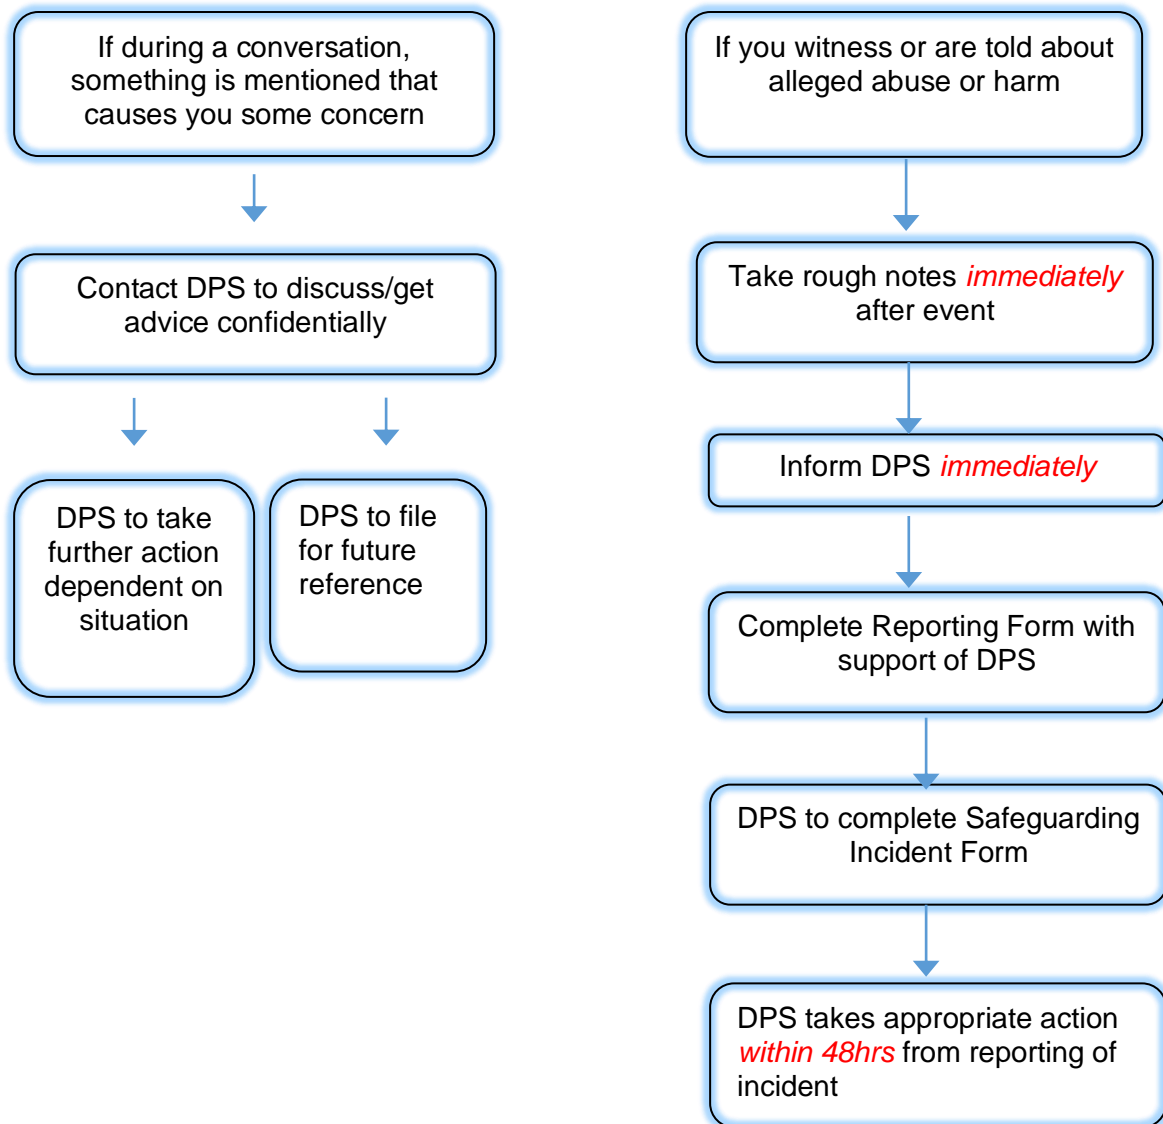 If during a conversation,
something is mentioned that
causes you some concern
Contact DPS to discuss/get
advice confidentially
DPS to take
further action
dependent on
situation
DPS to file
for future
reference
If you witness or are told about
alleged abuse or harm
Take rough notes immediately
after event
Inform DPS immediately
Complete Reporting Form with
support of DPS
DPS to complete Safeguarding
Incident Form
DPS takes appropriate action
within 48hrs from reporting of
incident